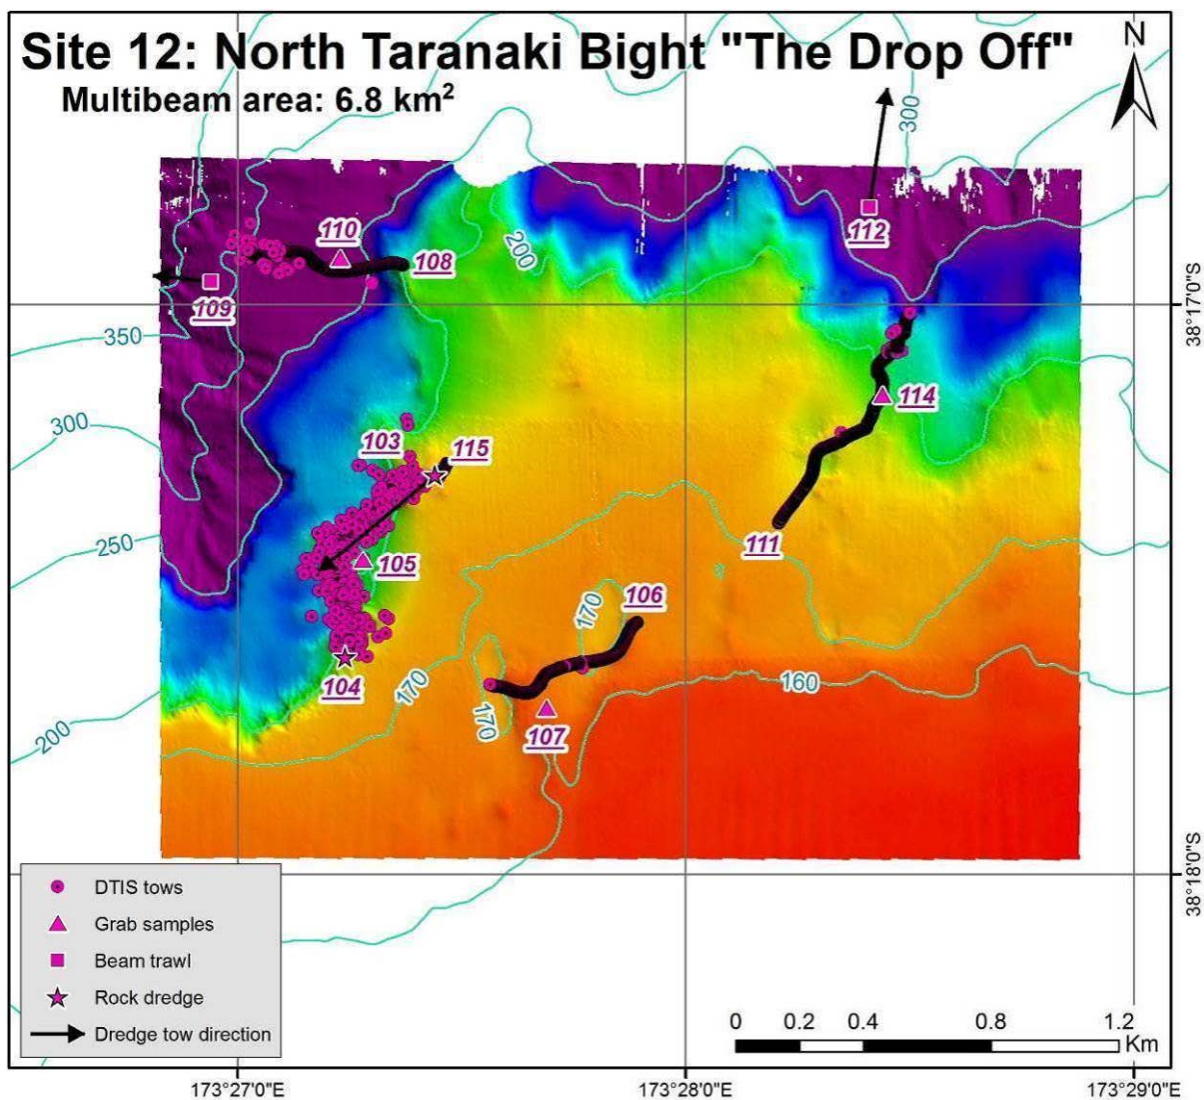 Site 12: North Taranaki Bight "The Drop Off"
Multibeam area: 6.8 km²
N
300
110
108
200
112
109
350
38°17'0"S
114
300
103
115
250
111
105
106
170
104
170
160
170
107
200
38°18'0"S
DTIS tows
Grab samples
Beam trawl
Rock dredge
Dredge tow direction
0 0.2 0.4 0.8 1.2
Km
173°27'0"E 173°28'0"E 173°29'0"E